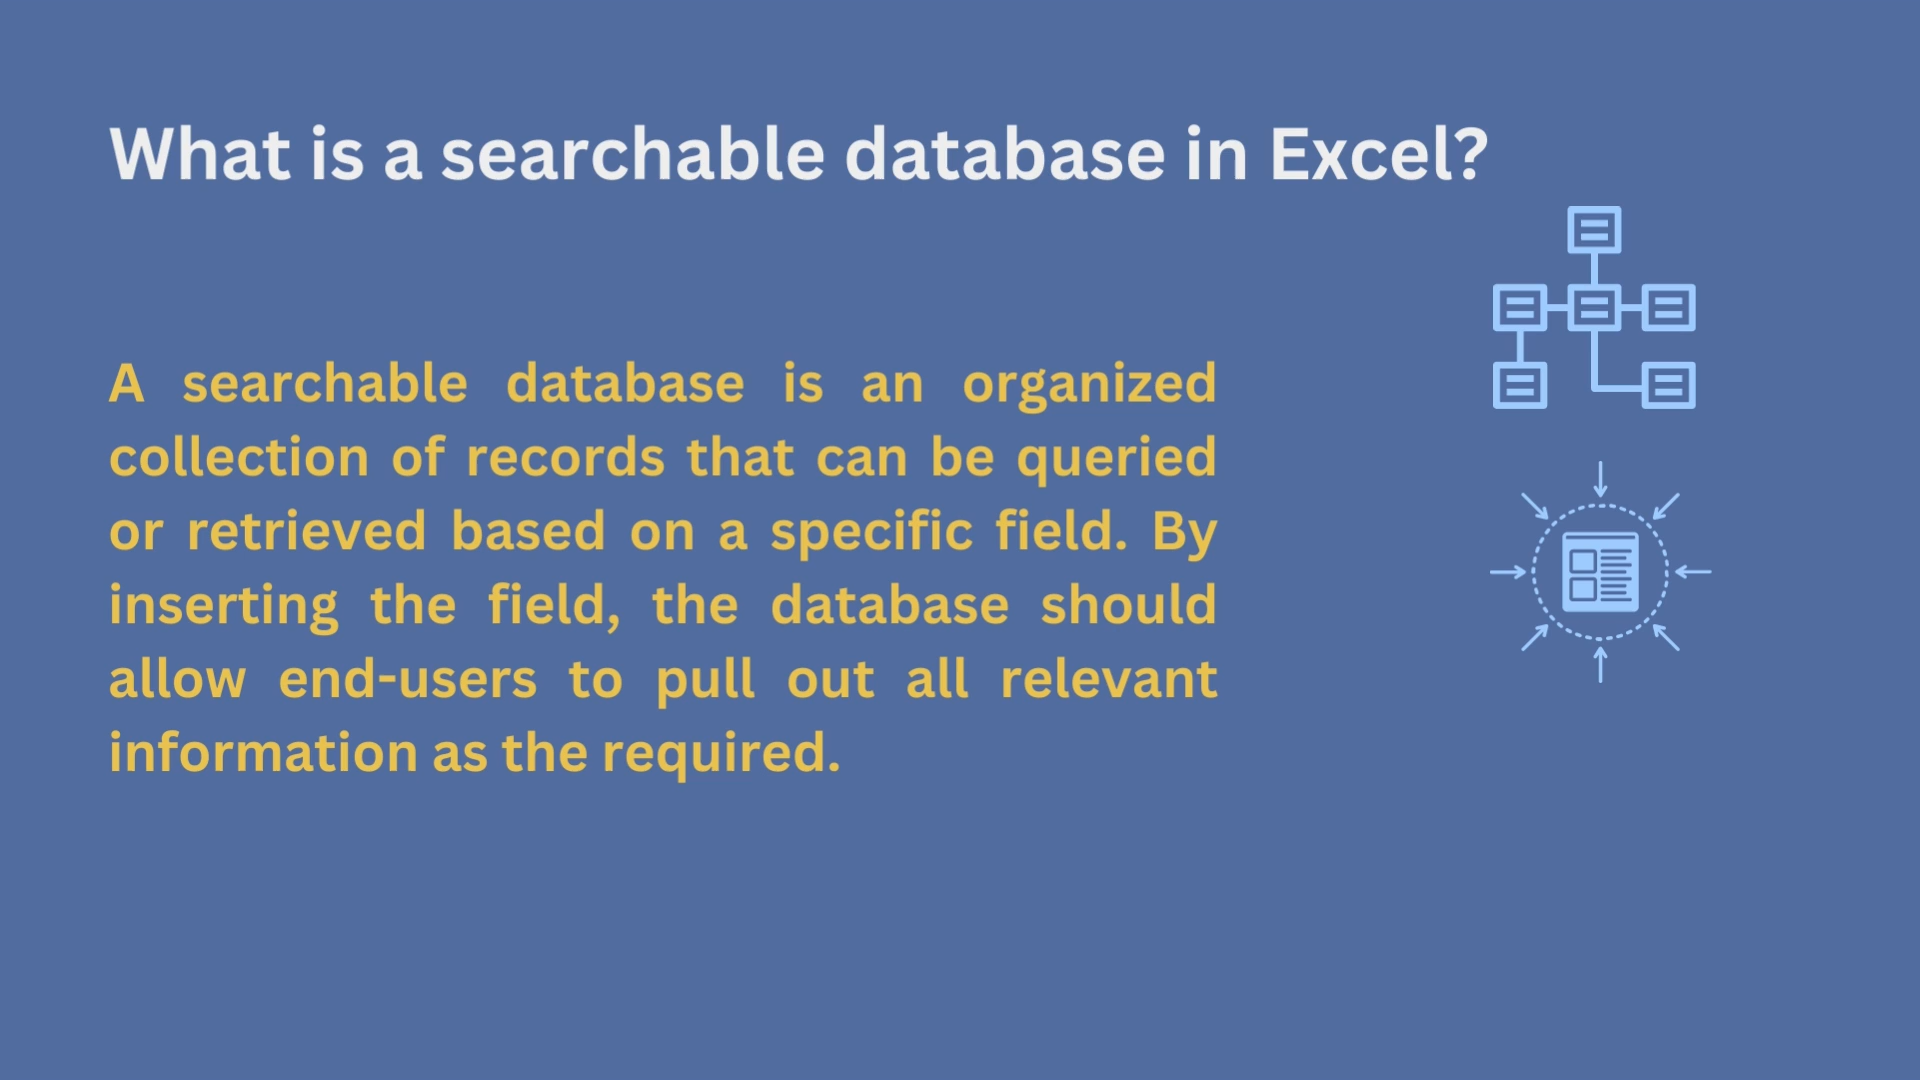 What is a searchable database in Excel?
A searchable database is an organized
collection of records that can be queried
or retrieved based on a specific field. By
inserting the field, the database should
allow end-users to pull out all relevant
information as the required.